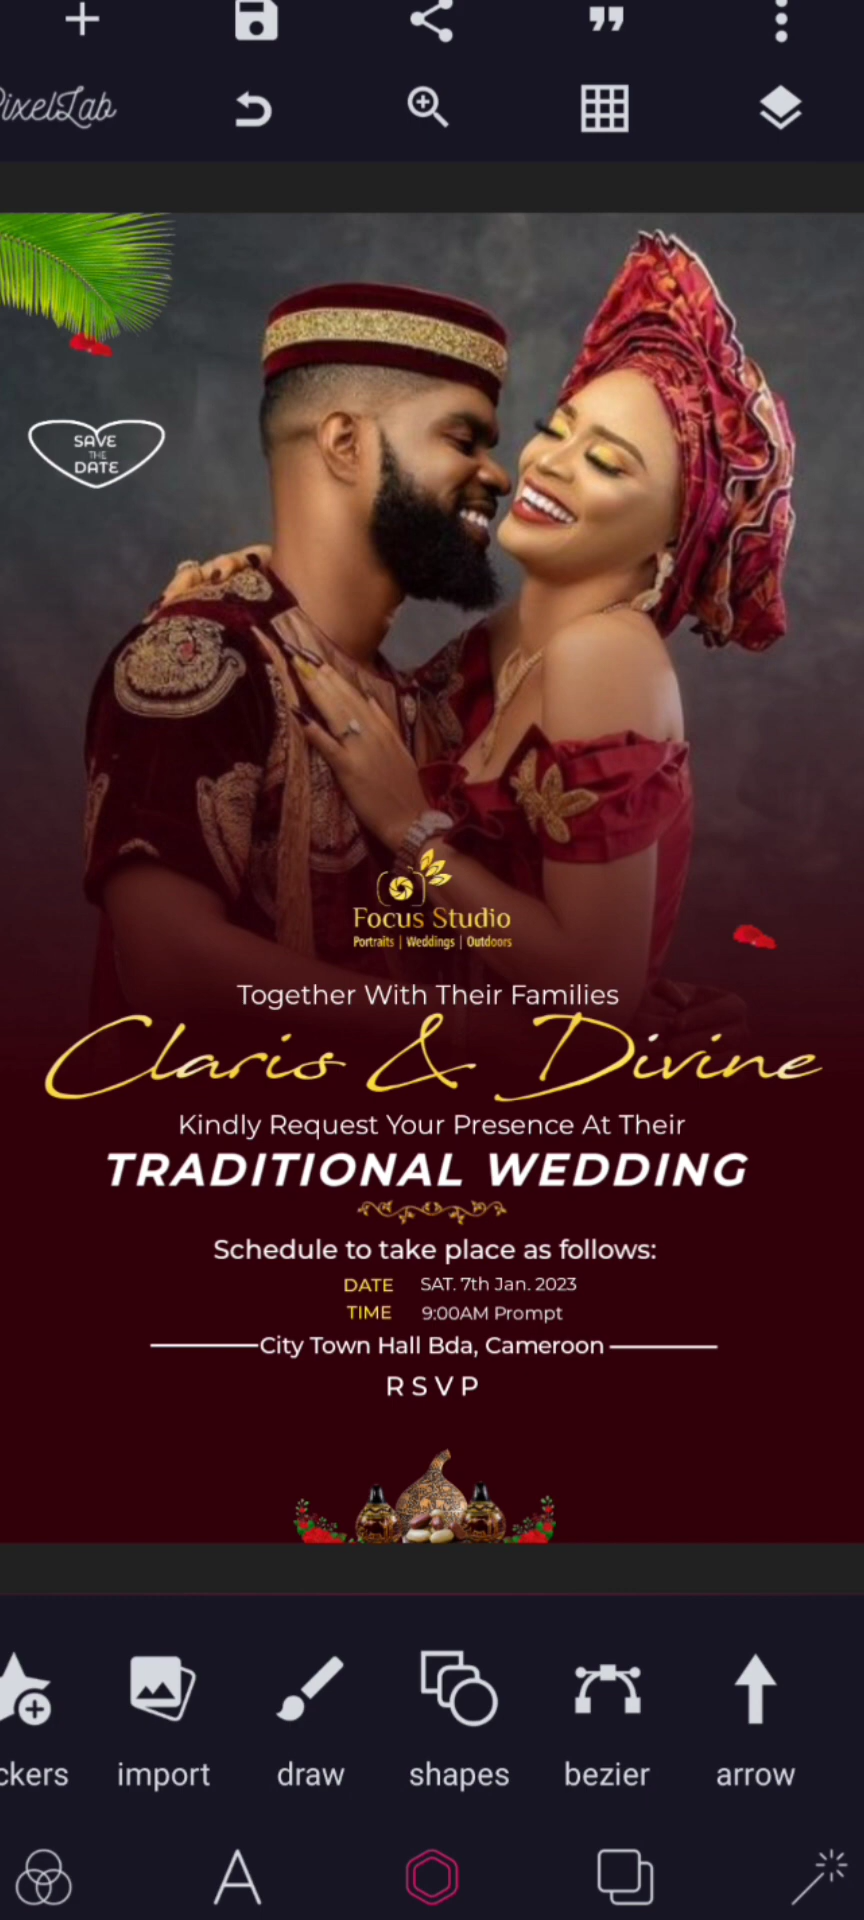 PixelLab
SAVE
THE
DATE
Focus Studio
Portraits | Weddings | Outdoors
Together With Their Families
Claris & Divine
Kindly Request Your Presence At Their
TRADITIONAL WEDDING
Schedule to take place as follows:
DATE SAT. 7th Jan. 2023
TIME 9:00AM Prompt
City Town Hall Bda, Cameroon
R S V P
ckers import draw shapes bezier arrow